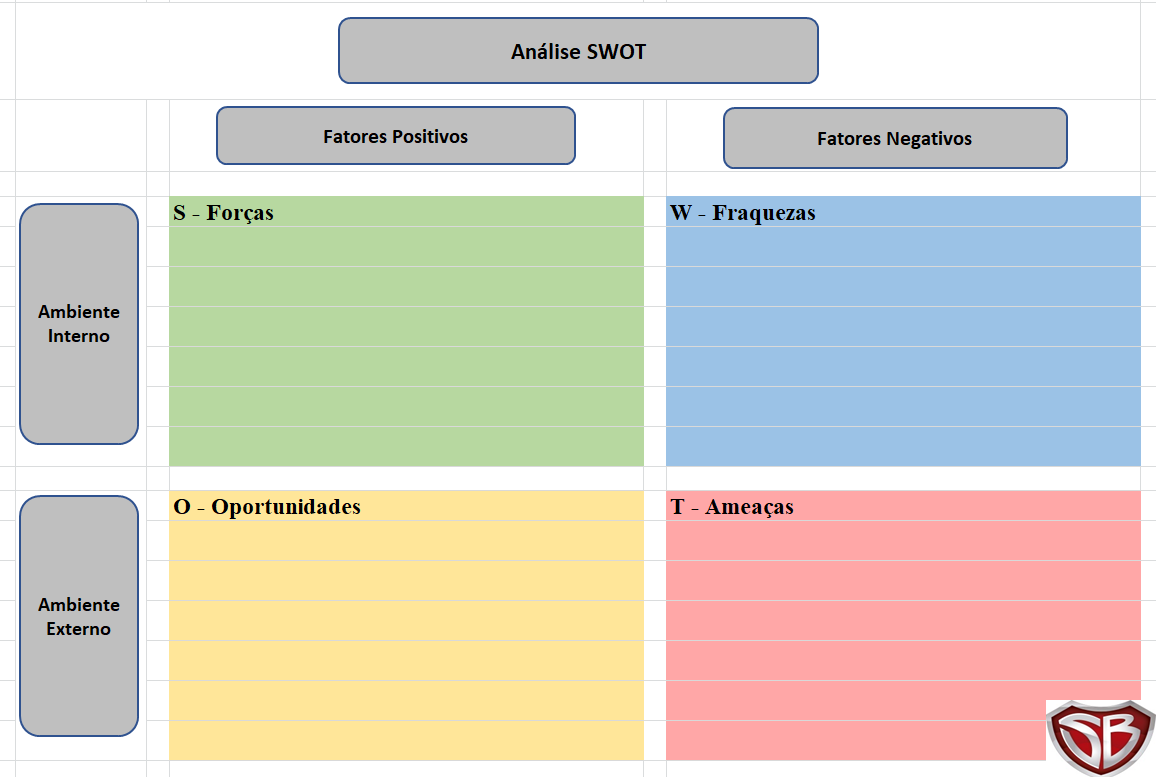 Análise SWOT
Fatores Positivos
Fatores Negativos
Ambiente
Interno
S - Forças
W - Fraquezas
Ambiente
Externo
O - Oportunidades
T - Ameaças
SB